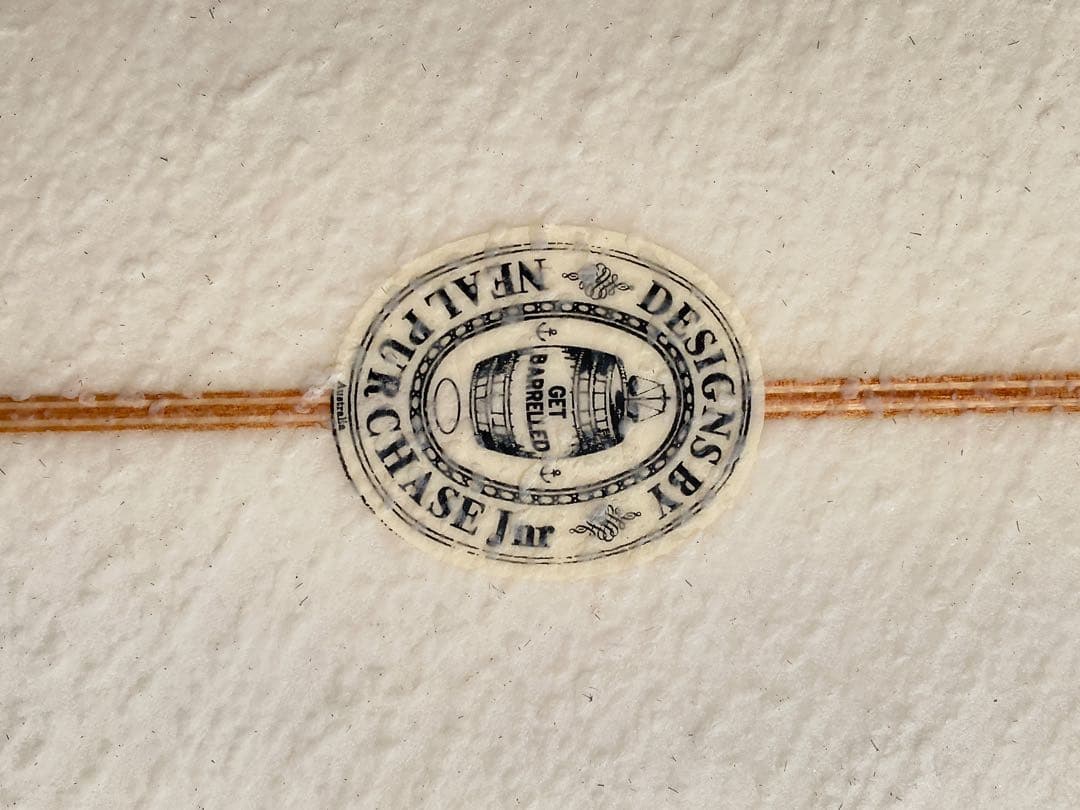 DESIGNS BY
GET
BARRELLED
NEAL PURCHASE Jnr
Australia